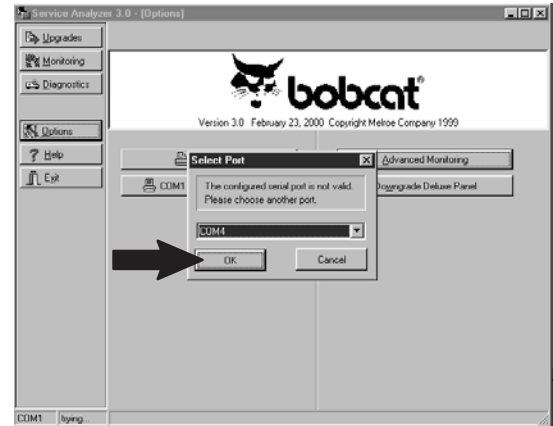 Service Analyzer 3.0 - [Options]
Upgrades
Monitoring
Diagnostics
Options
? Help
Exit
bobcat®
Version 3.0 February 23, 2000 Copyright Melroe Company 1999
Advanced Monitoring
COM1
Downgrade Deluxe Panel
Select Port
The configured serial port is not valid.
Please choose another port.
COM4
OK
Cancel
COM1 trying...